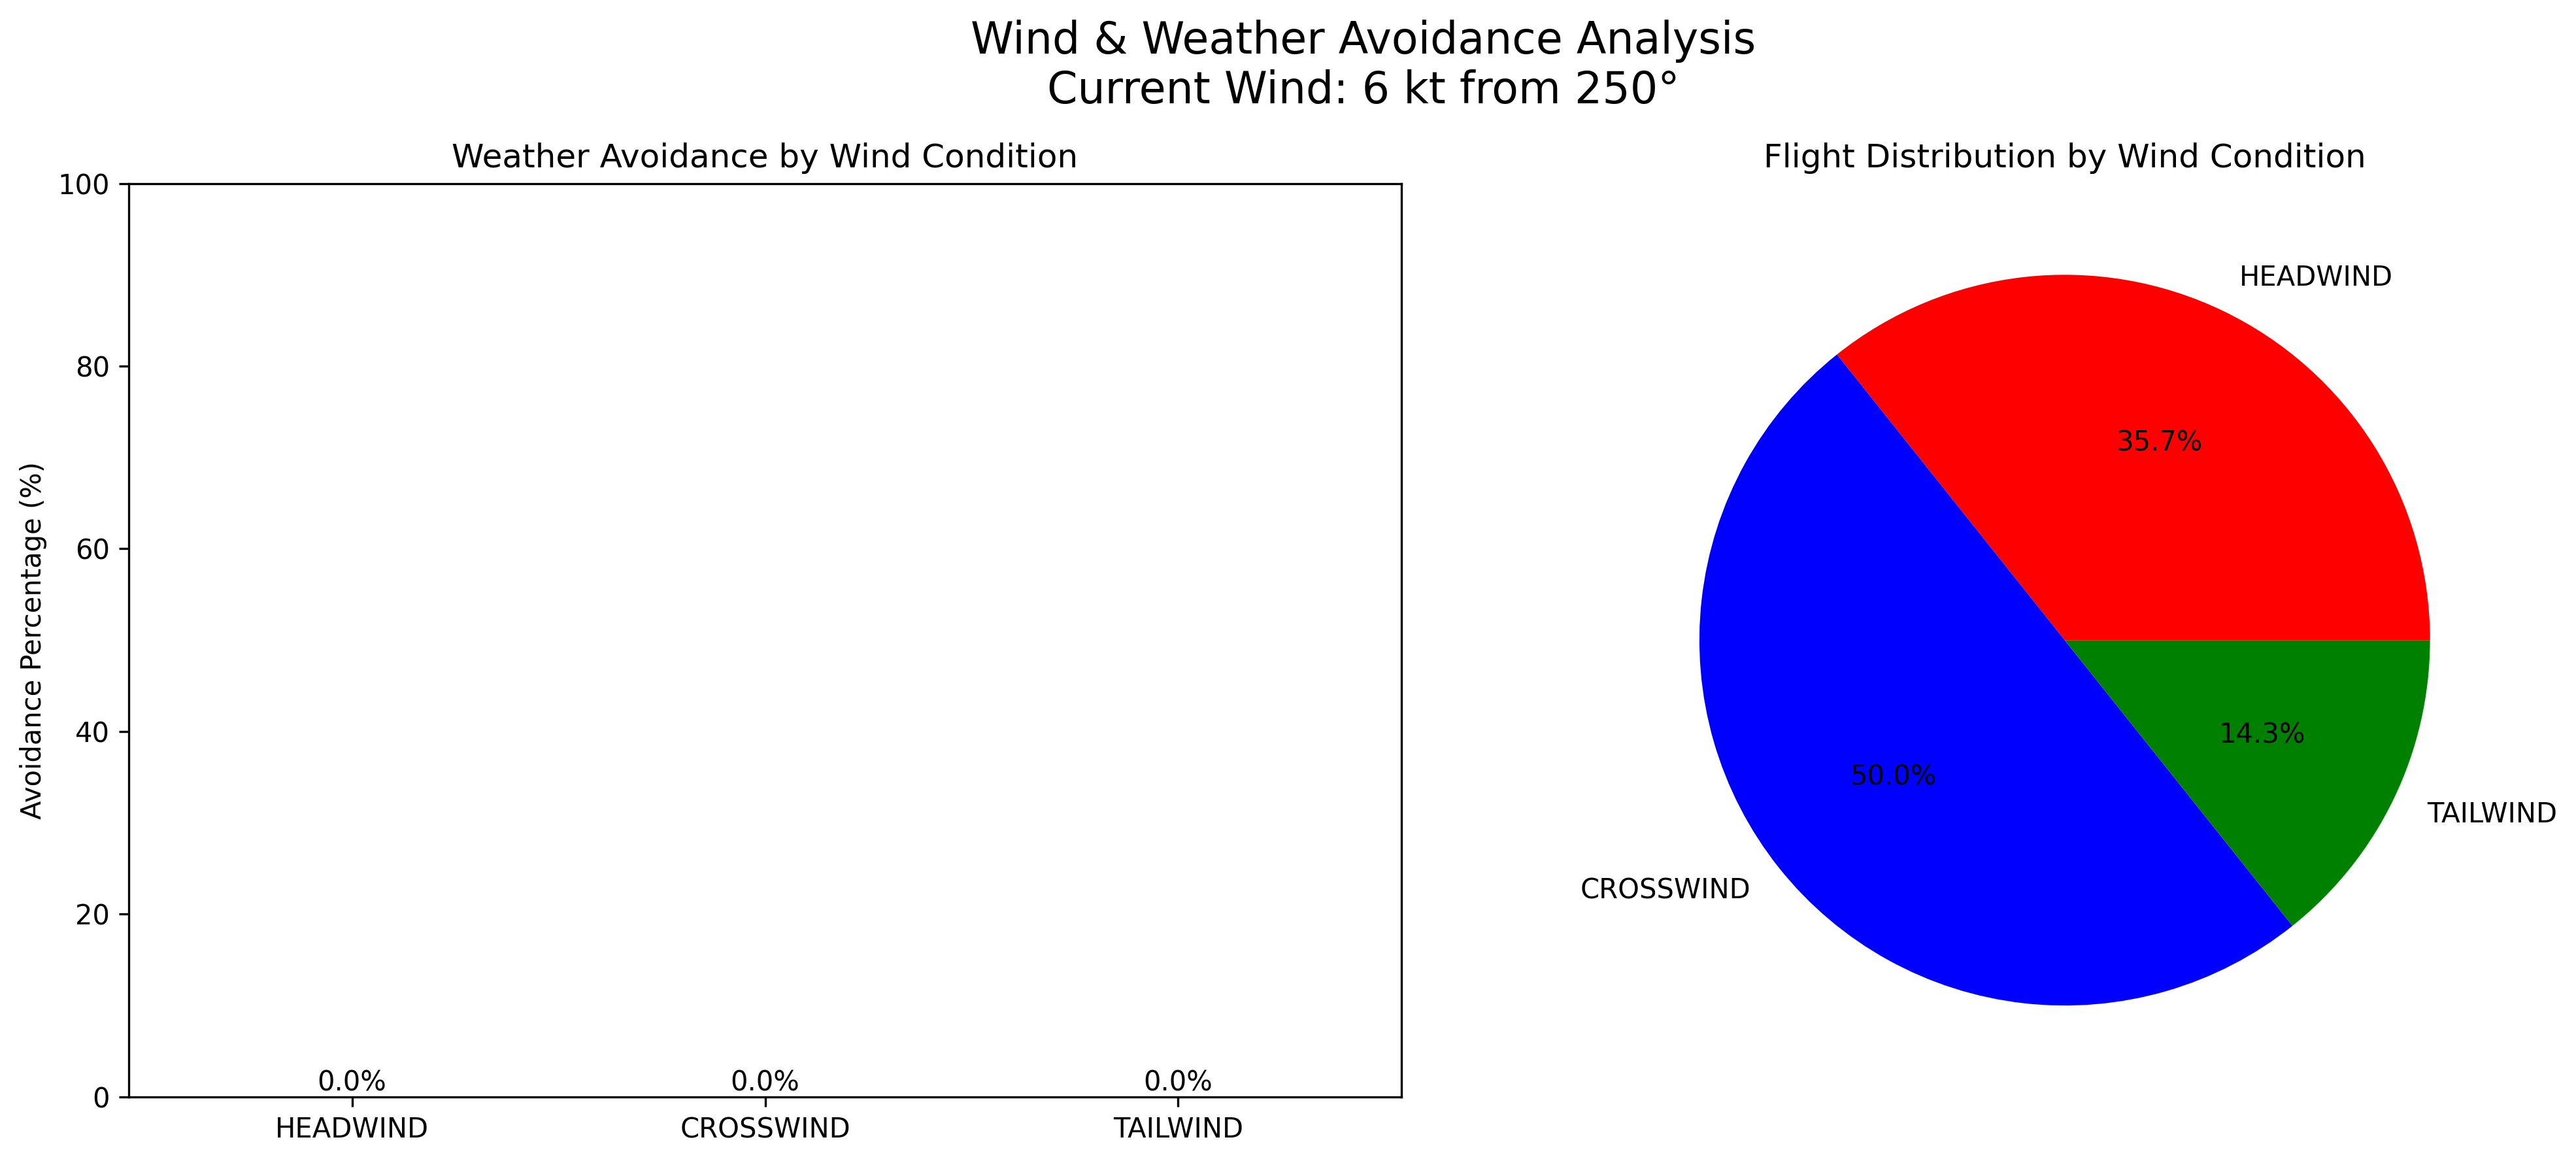 Wind & Weather Avoidance Analysis
Current Wind: 6 kt from 250°
Weather Avoidance by Wind Condition
Avoidance Percentage (%)
100
80
60
40
20
0
0.0%
0.0%
0.0%
HEADWIND
CROSSWIND
TAILWIND
Flight Distribution by Wind Condition
HEADWIND
35.7%
14.3%
50.0%
TAILWIND
CROSSWIND